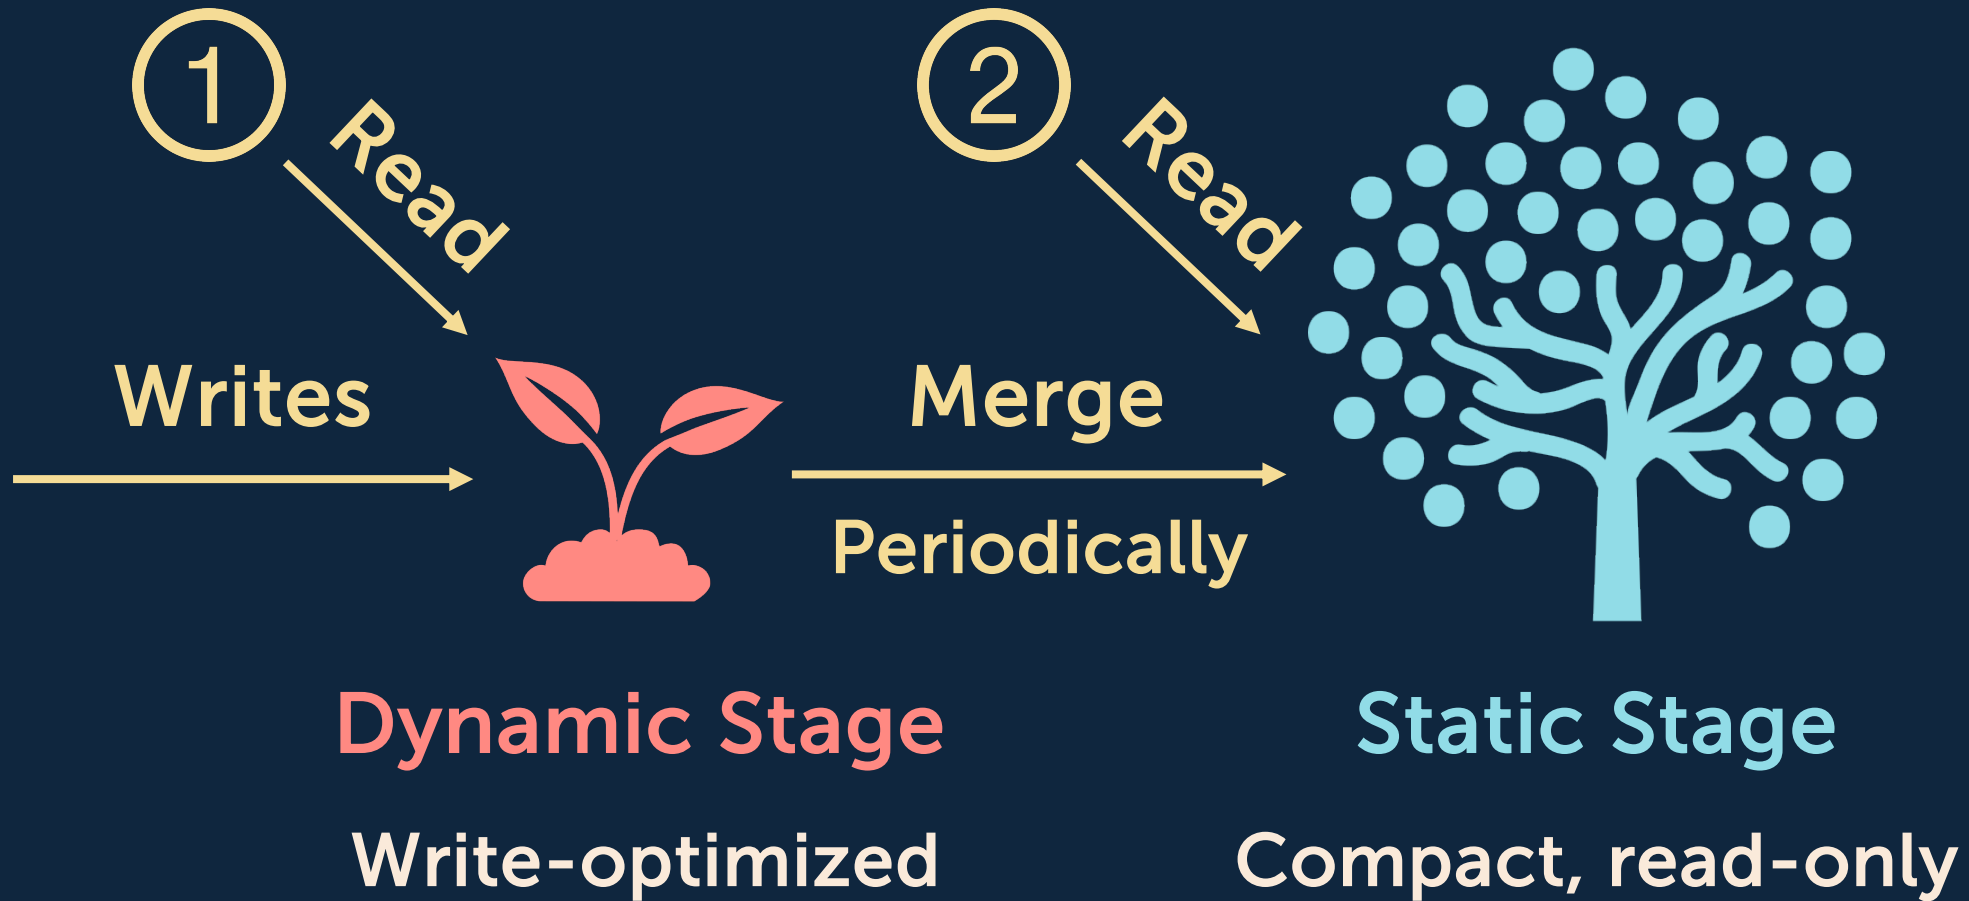 1
Read
2
Read
Writes
Merge
Periodically
Dynamic Stage
Static Stage
Write-optimized
Compact, read-only